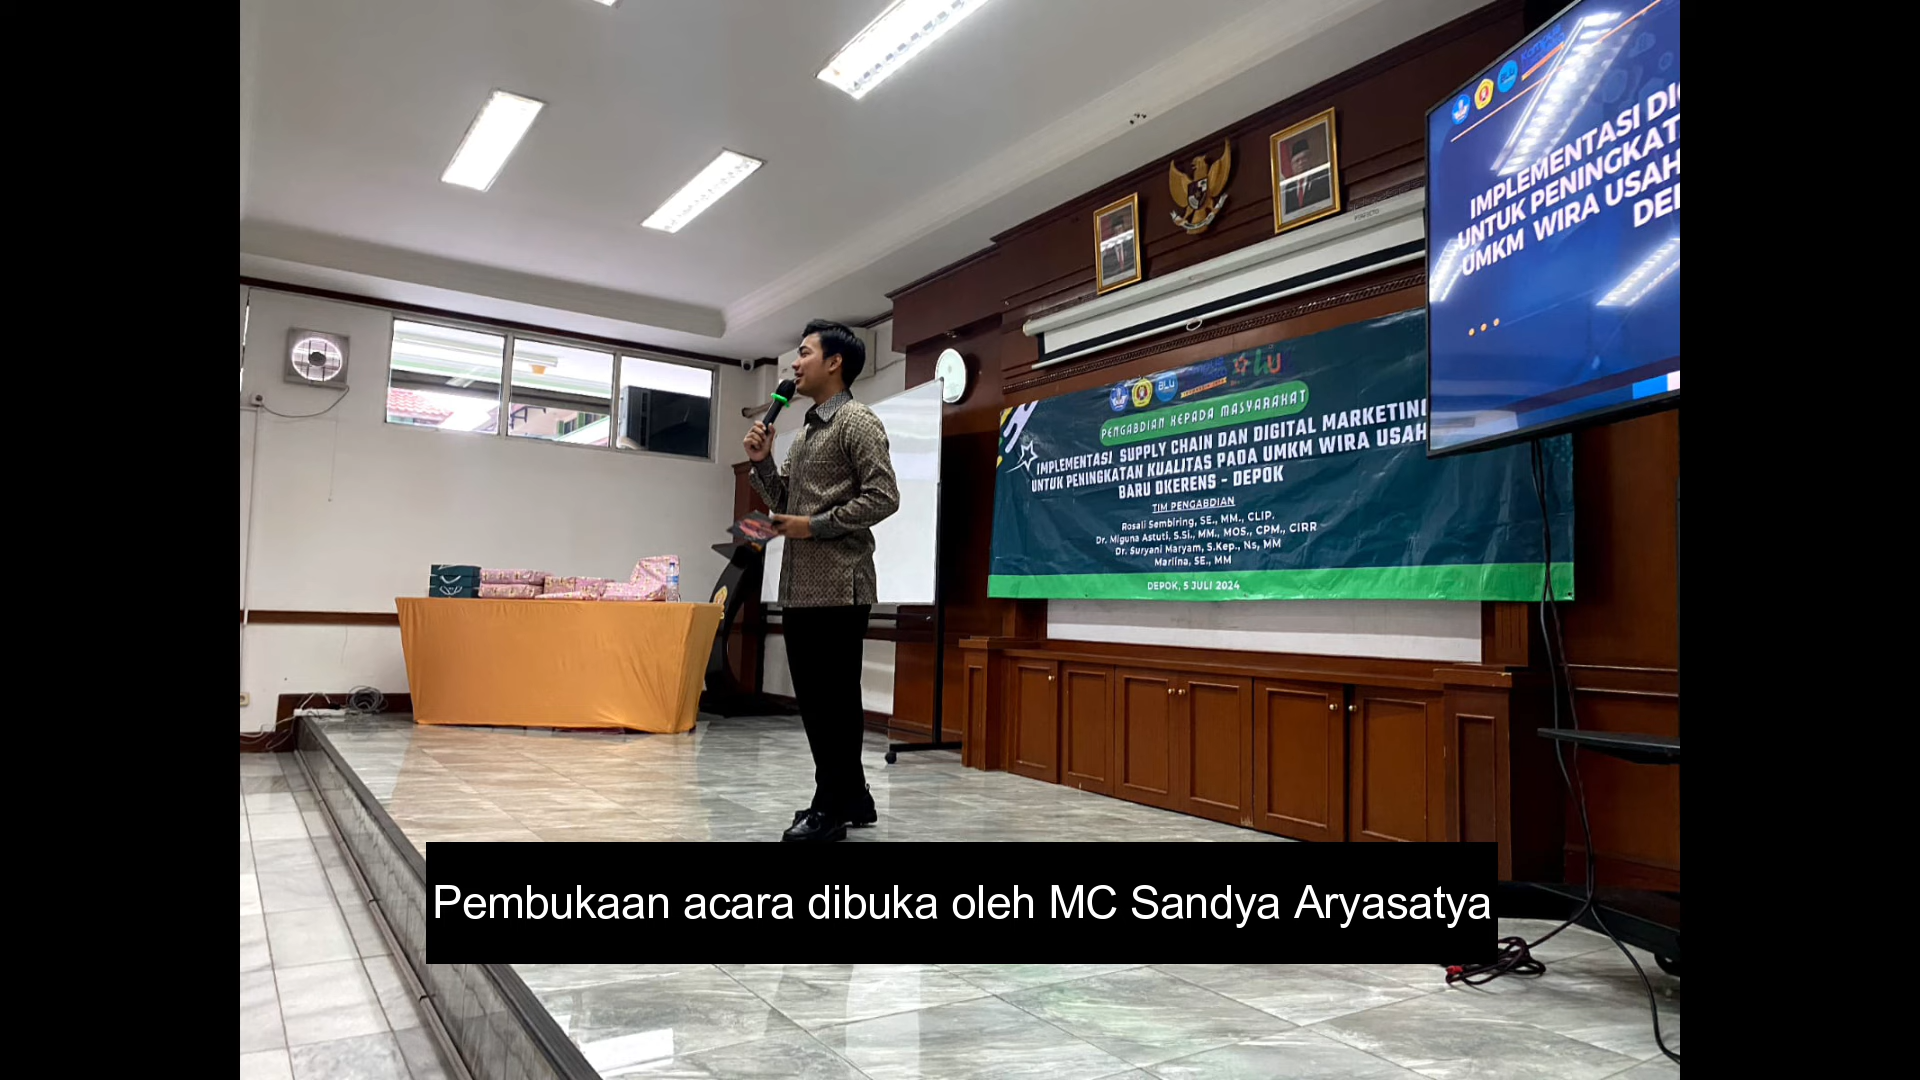 IMPLEMENTASI
UNTUK PENINGKAT
UMKM WIRA USAH
BLU
PENGABDIAN KEPADA MASYARAKAT
IMPLEMENTASI SUPPLY CHAIN DAN DIGITAL MARKETING
UNTUK PENINGKATAN KUALITAS PADA UMKM WIRA USAH
BARU DKERENS - DEPOK
TIM PENGABDIAN
Rosali Sembiring, SE., MM., CLIP.
Dr. Miguna Astuti, S.Si., MM., MOS., CPM., CIRR
Dr. Suryani Maryam, S.Kep., Ns, MM
Marlina, SE., MM
DEPOK, 5 JULI 2024
Pembukaan acara dibuka oleh MC Sandya Aryasatya